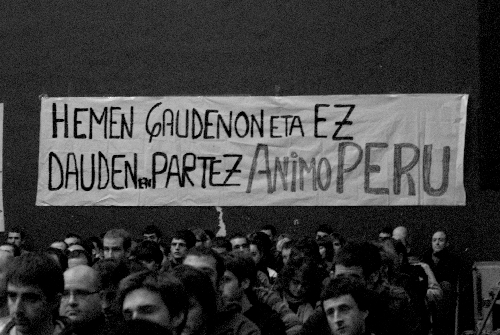 HEMEN GAUDENON ETA EZ
DAUDEN EN PARTEZ ANIMO PERU